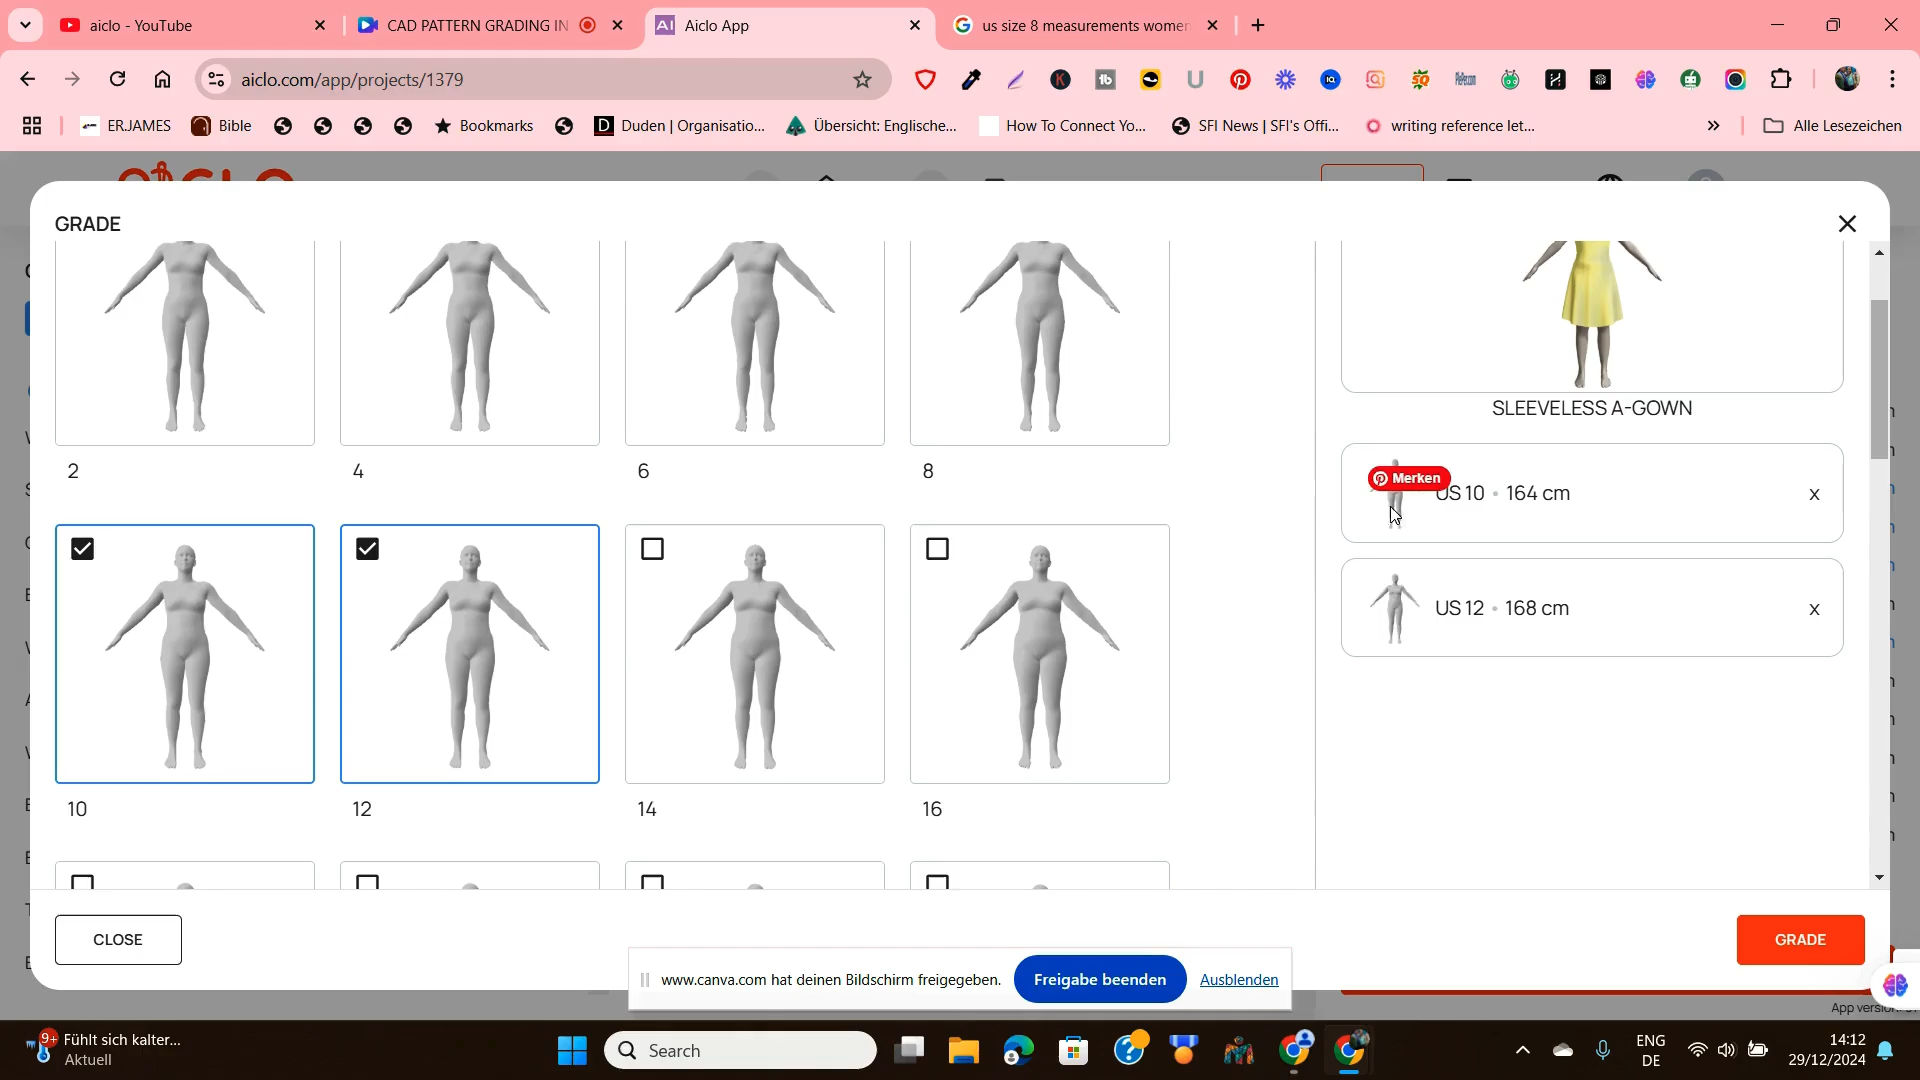 aiclo - YouTube
CAD PATTERN GRADING IN
Aiclo App
us size 8 measurements women
aiclo.com/app/projects/1379
ER.JAMES
Bible
Bookmarks
Duden | Organisatio...
Übersicht: Englische...
How To Connect Yo...
SFI News | SFI's Offi...
writing reference let...
Alle Lesezeichen
GRADE
2
4
6
8
10
12
14
16
SLEEVELESS A-GOWN
Merken
US 10 • 164 cm
x
US 12 • 168 cm
x
CLOSE
GRADE
www.canva.com hat deinen Bildschirm freigegeben.
Freigabe beenden
Ausblenden
9+
Fühlt sich kalter...
Aktuell
Search
ENG
DE
14:12
29/12/2024